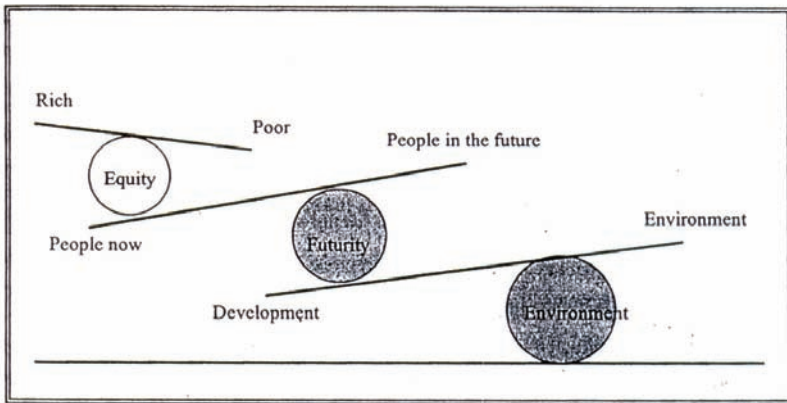 Rich
Poor
People in the future
Equity
People now
Futurity
Environment
Development
Environment